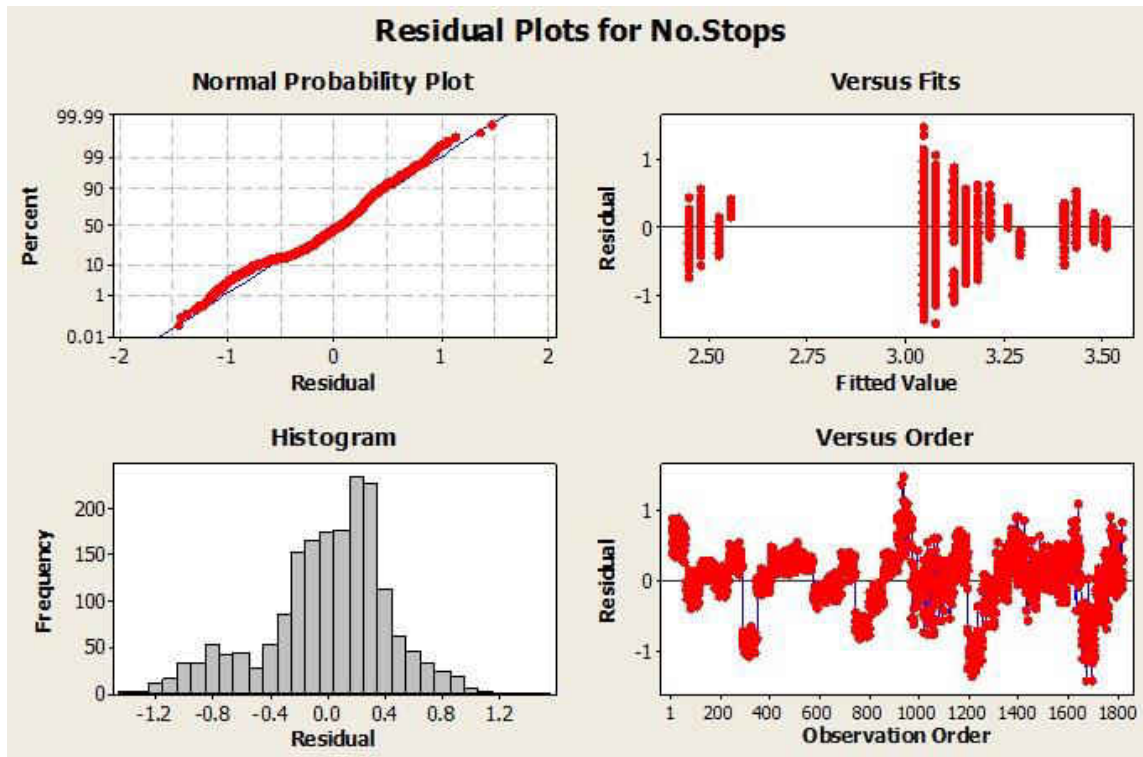 Residual Plots for No.Stops
Normal Probability Plot
99.99
99
90
50
10
1
0.01
Percent
-2 -1 0 1 2
Residual
Versus Fits
1
0
-1
Residual
2.50 2.75 3.00 3.25 3.50
Fitted Value
Histogram
200
150
100
50
0
Frequency
-1.2 -0.8 -0.4 0.0 0.4 0.8 1.2
Residual
Versus Order
1
0
-1
Residual
1 200 400 600 800 1000 1200 1400 1600 1800
Observation Order